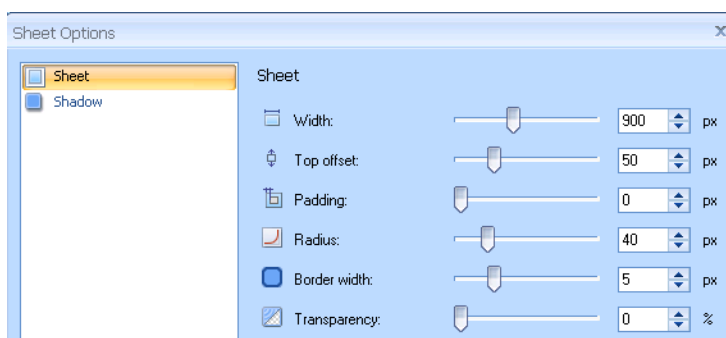 Sheet Options x
Sheet
Shadow
Sheet
Width: 900 px
Top offset: 50 px
Padding: 0 px
Radius: 40 px
Border width: 5 px
Transparency: 0 %